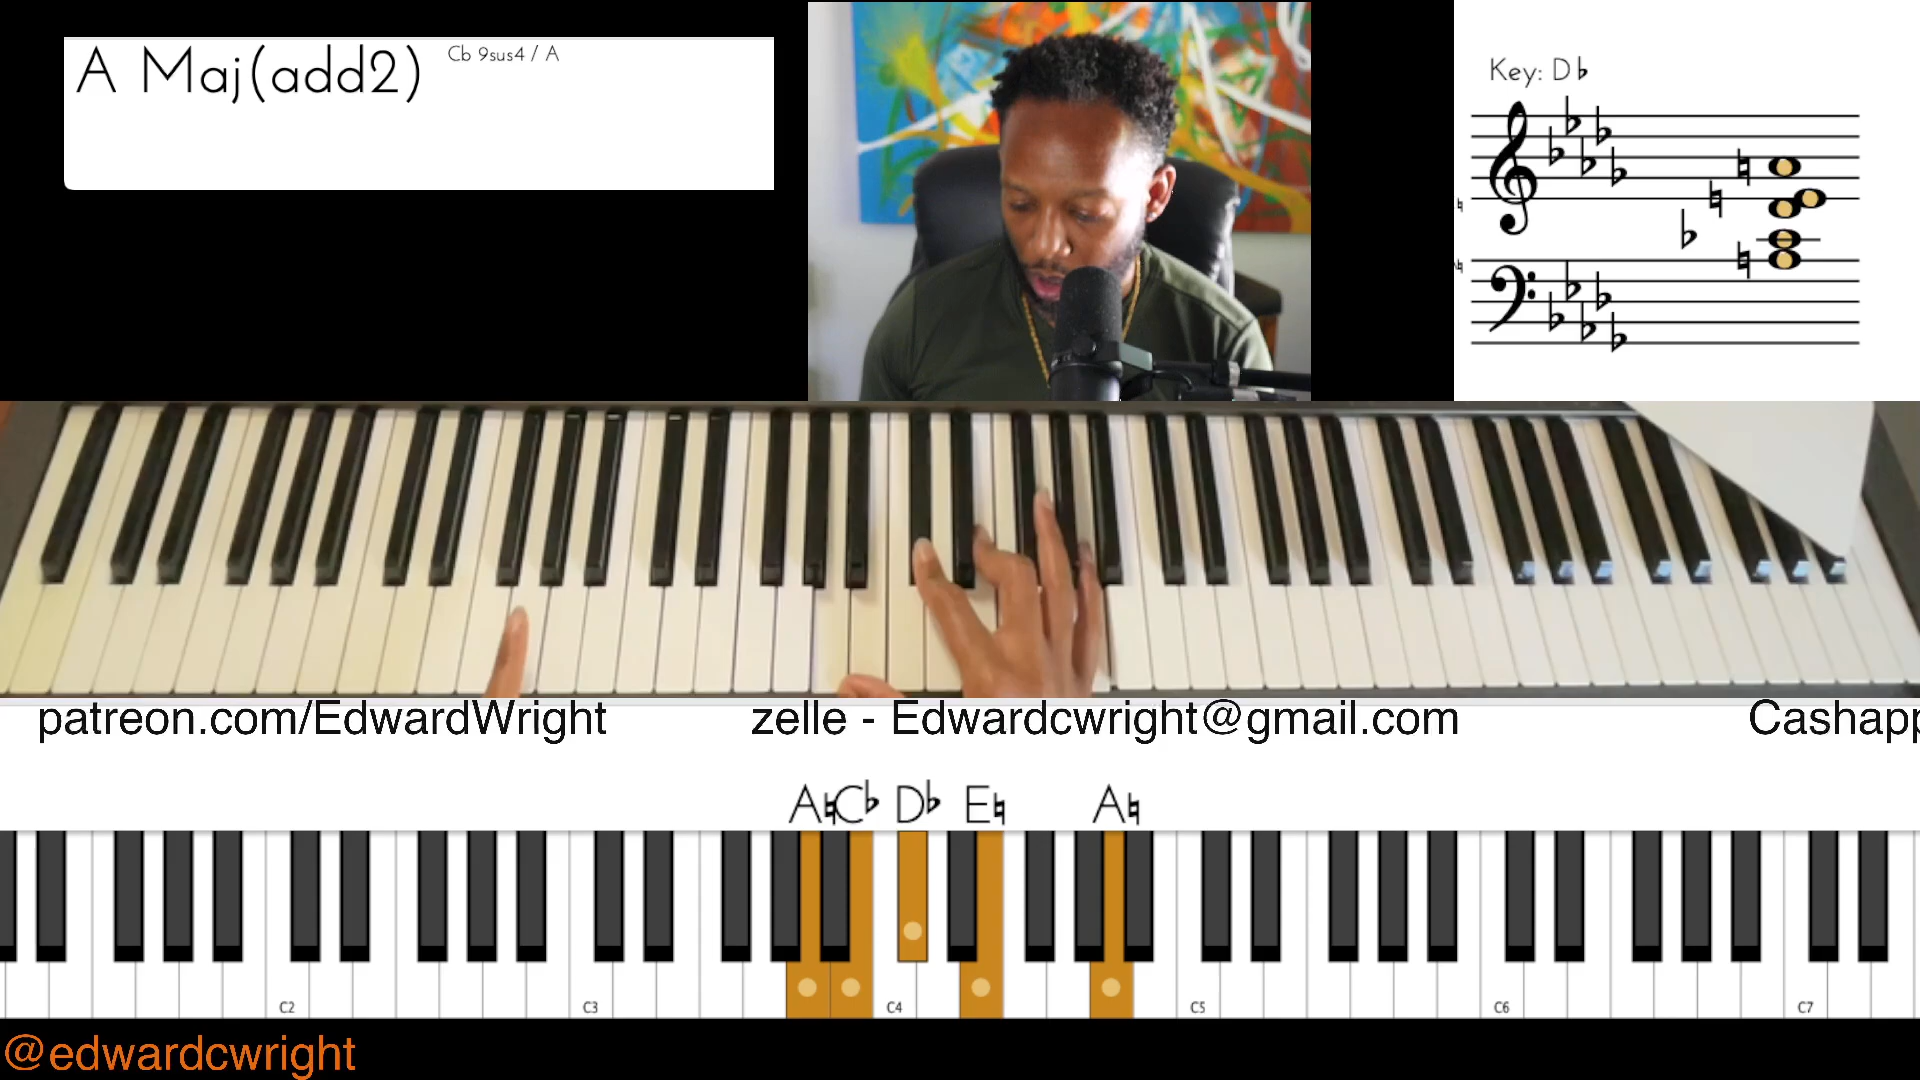 A Maj(add2) Cb 9sus4 / A
Key: D♭
patreon.com/EdwardWright zelle - Edwardcwright@gmail.com Cashapp
A♮ C♭ D♭ E♮ A♮
C2 C3 C4 C5 C6 C7
@edwardcwright